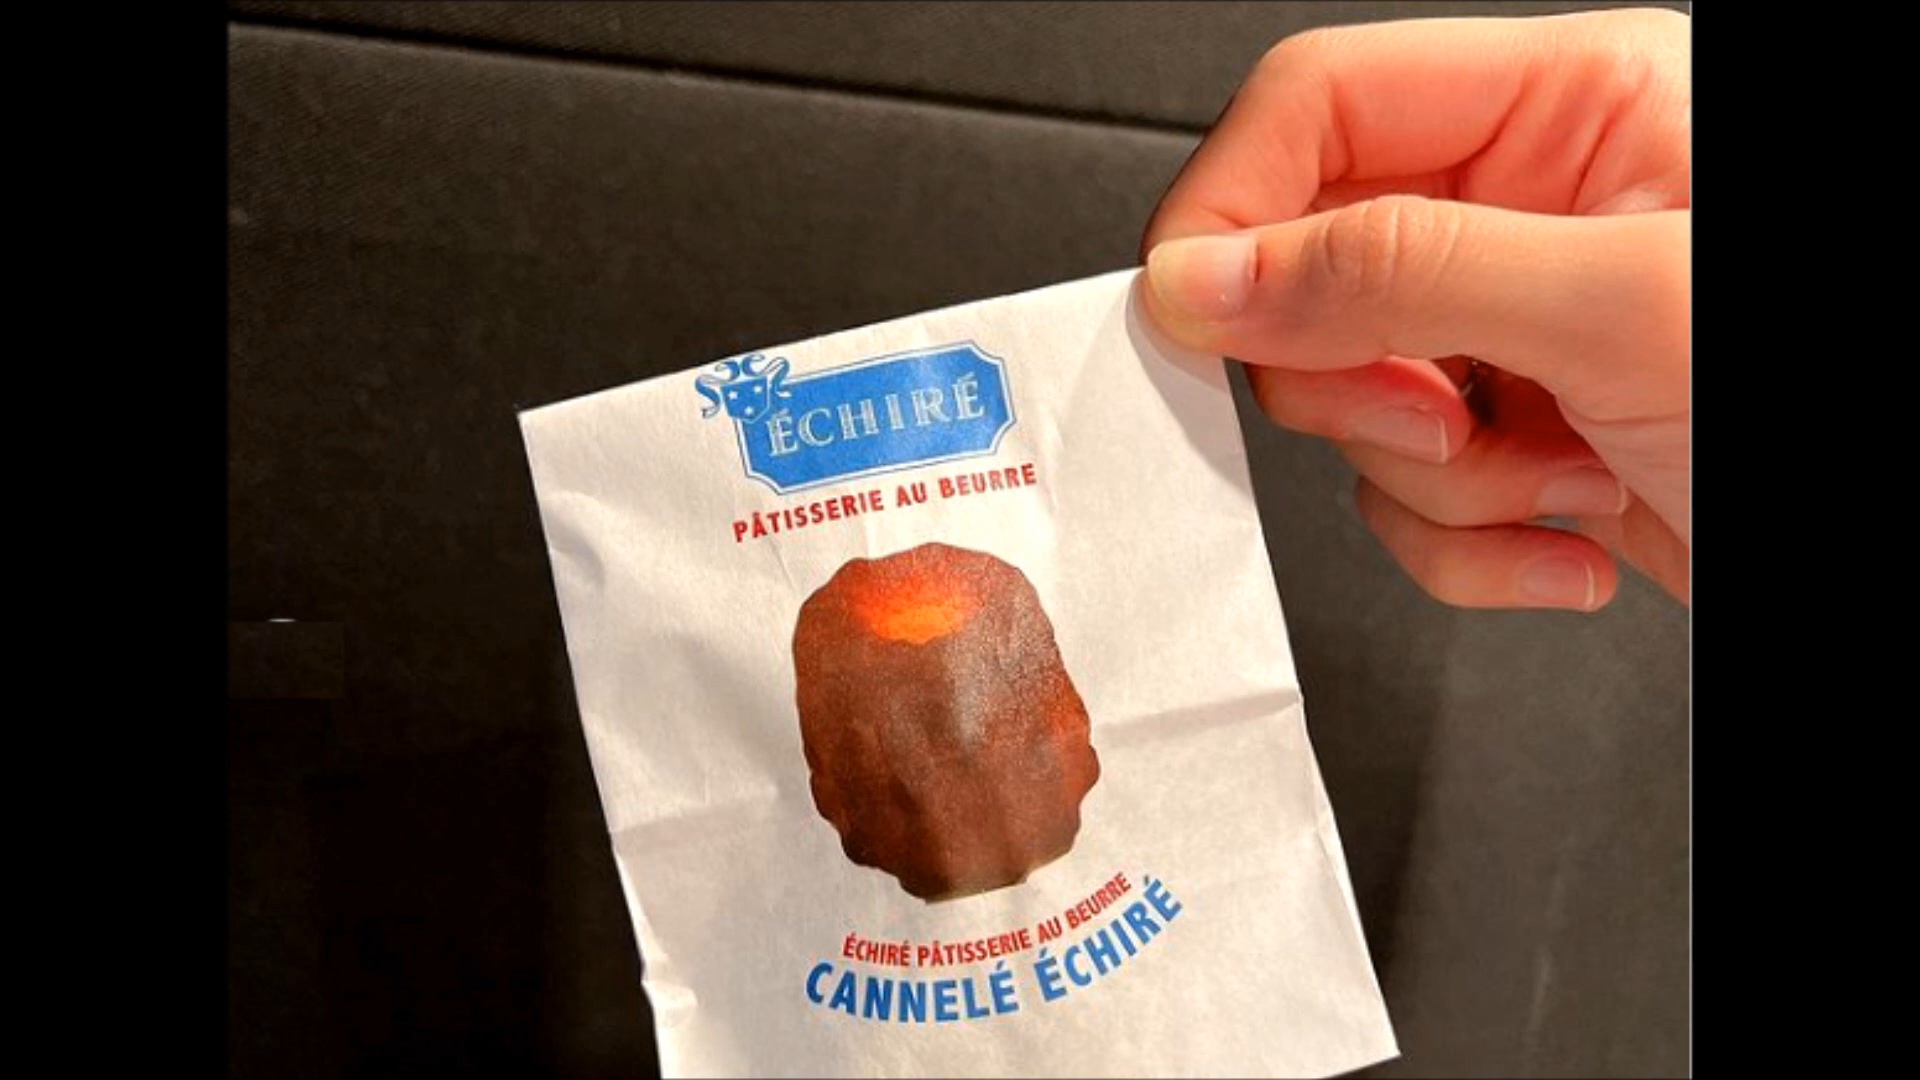 ÉCHIRÉ
PÂTISSERIE AU BEURRE
ÉCHIRÉ PÂTISSERIE AU BEURRE
CANNELÉ ÉCHIRÉ